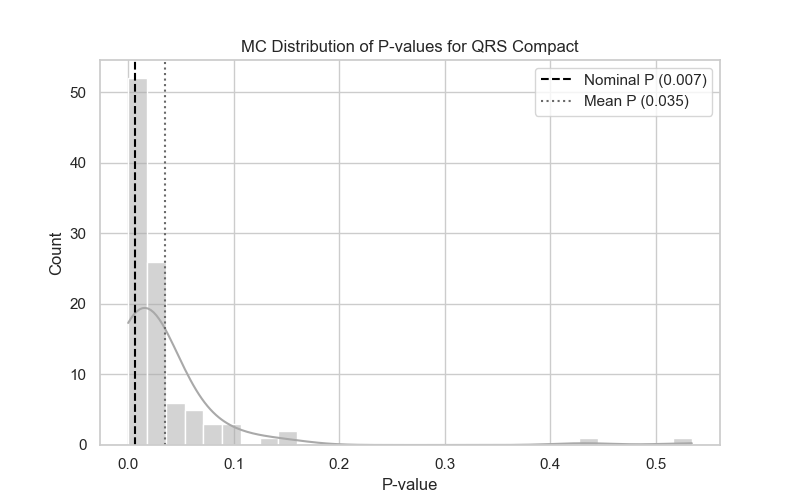 MC Distribution of P-values for QRS Compact
Nominal P (0.007)
Mean P (0.035)
Count
50
40
30
20
10
0
0.0 0.1 0.2 0.3 0.4 0.5
P-value